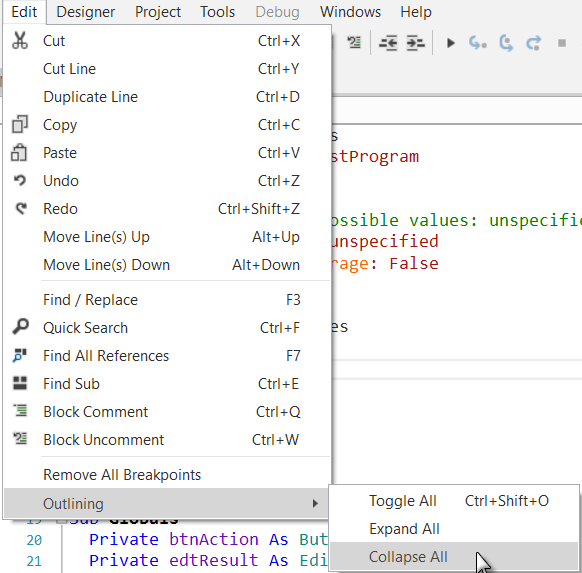 Edit Designer Project Tools Debug Windows Help
Cut Ctrl+X
Cut Line Ctrl+Y
Duplicate Line Ctrl+D
Copy Ctrl+C
Paste Ctrl+V
Undo Ctrl+Z
Redo Ctrl+Shift+Z
Move Line(s) Up Alt+Up
Move Line(s) Down Alt+Down
Find / Replace F3
Quick Search Ctrl+F
Find All References F7
Find Sub Ctrl+E
Block Comment Ctrl+Q
Block Uncomment Ctrl+W
Remove All Breakpoints
Outlining
Toggle All Ctrl+Shift+O
Expand All
Collapse All
s
stProgram
ossible values: unspecifie
unspecified
rage: False
es
20 Private btnAction As But
21 Private edtResult As Edi